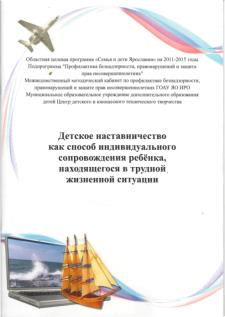 Областная целевая программа «Семья и дети Ярославии» на 2011-2015 годы
Подпрограмма "Профилактика безнадзорности, правонарушений и защита
прав несовершеннолетних"
Межведомственный методический кабинет по профилактике безнадзорности,
правонарушений и защите прав несовершеннолетних ГОАУ ЯО ИРО
Муниципальное образовательное учреждение дополнительного образования
детей Центр детского и юношеского технического творчества
Детское наставничество
как способ индивидуального
сопровождения ребёнка,
находящегося в трудной
жизненной ситуации